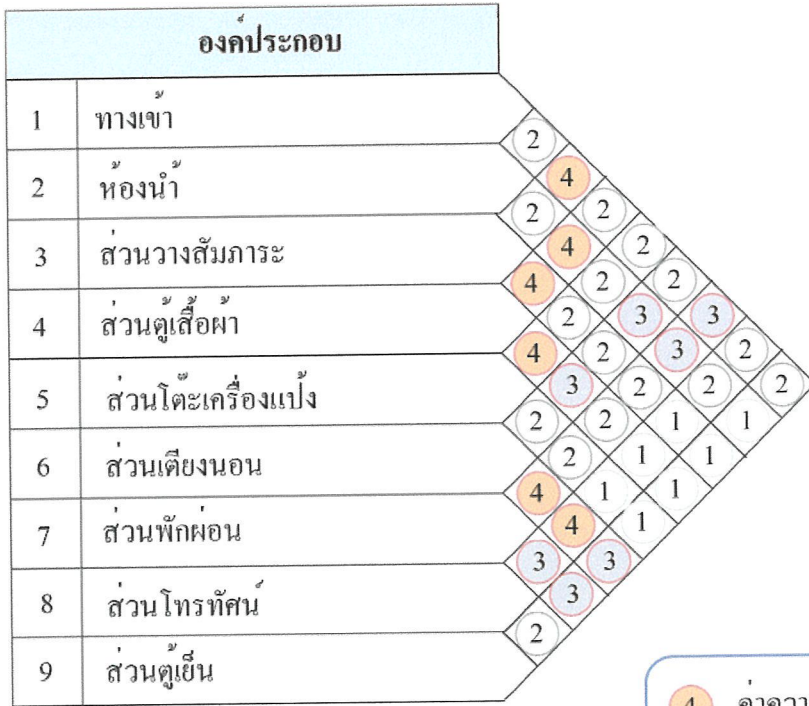 องค์ประกอบ
1 ทางเข้า
2
4
2 ห้องน้ำ
2 2
4 2
3 ส่วนวางสัมภาระ
4 2 2
2 3 3
4 ส่วนตู้เสื้อผ้า
4 2 3 2
3 2 2 2
5 ส่วนโต๊ะเครื่องแป้ง
2 2 1 1
2 1 1
6 ส่วนเตียงนอน
4 1 1
4 1
7 ส่วนพักผ่อน
3 3
3
8 ส่วนโทรทัศน์
2
9 ส่วนตู้เย็น
4